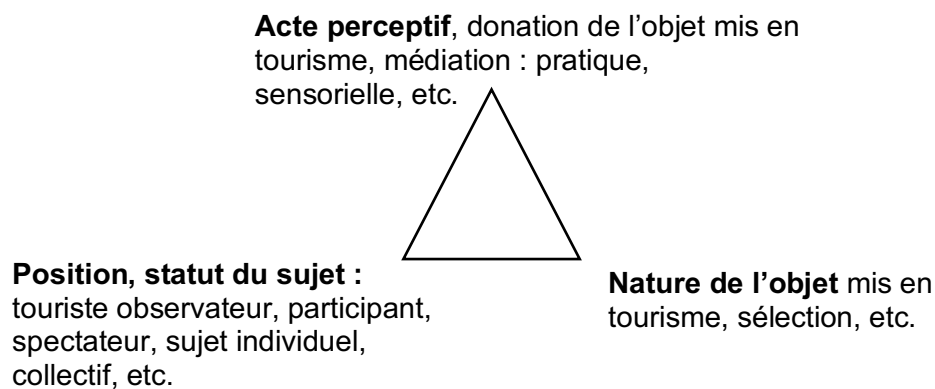 Acte perceptif, donation de l’objet mis en
tourisme, médiation : pratique,
sensorielle, etc.
Position, statut du sujet :
touriste observateur, participant,
spectateur, sujet individuel,
collectif, etc.
Nature de l’objet mis en
tourisme, sélection, etc.